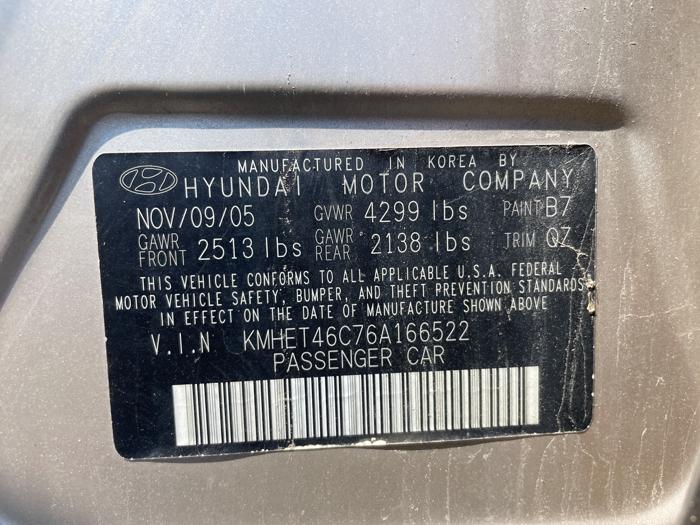 MANUFACTURED IN KOREA BY
HYUNDAI MOTOR COMPANY
NOV/09/05 GVWR 4299 lbs PAINT B7
GAWR FRONT 2513 lbs GAWR REAR 2138 lbs TRIM QZ
THIS VEHICLE CONFORMS TO ALL APPLICABLE U.S.A. FEDERAL
MOTOR VEHICLE SAFETY, BUMPER, AND THEFT PREVENTION STANDARDS
IN EFFECT ON THE DATE OF MANUFACTURE SHOWN ABOVE
V.I.N KMHET46C76A166522
PASSENGER CAR